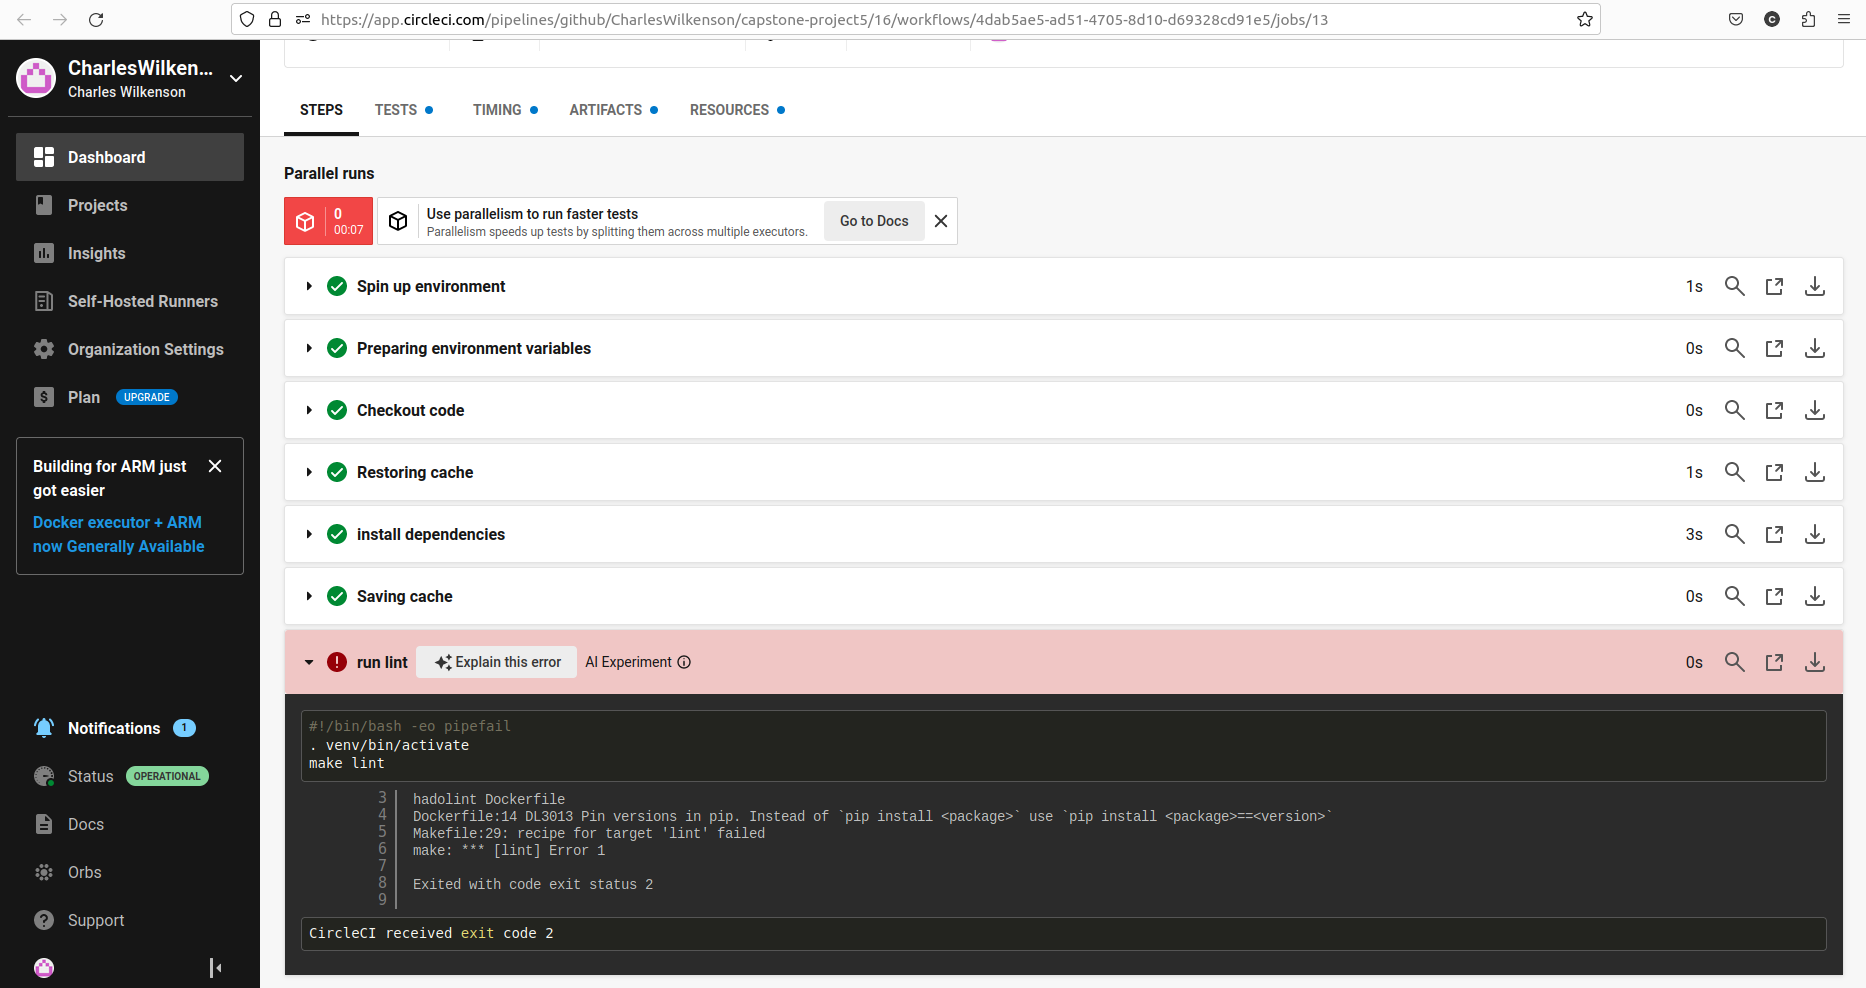 https://app.circleci.com/pipelines/github/CharlesWilkenson/capstone-project5/16/workflows/4dab5ae5-ad51-4705-8d10-d69328cd91e5/jobs/13
C
CharlesWilken...
Charles Wilkenson
Dashboard
Projects
Insights
Self-Hosted Runners
Organization Settings
Plan UPGRADE
Building for ARM just
got easier
Docker executor + ARM
now Generally Available
Notifications 1
Status OPERATIONAL
Docs
Orbs
Support
STEPS TESTS TIMING ARTIFACTS RESOURCES
Parallel runs
0
00:07
Use parallelism to run faster tests
Parallelism speeds up tests by splitting them across multiple executors.
Go to Docs
Spin up environment 1s
Preparing environment variables 0s
Checkout code 0s
Restoring cache 1s
install dependencies 3s
Saving cache 0s
run lint Explain this error AI Experiment 0s
#!/bin/bash -eo pipefail
. venv/bin/activate
make lint
3 hadolint Dockerfile
4 Dockerfile:14 DL3013 Pin versions in pip. Instead of `pip install <package>` use `pip install <package>==<version>`
5 Makefile:29: recipe for target 'lint' failed
6 make: *** [lint] Error 1
7
8 Exited with code exit status 2
9
CircleCI received exit code 2